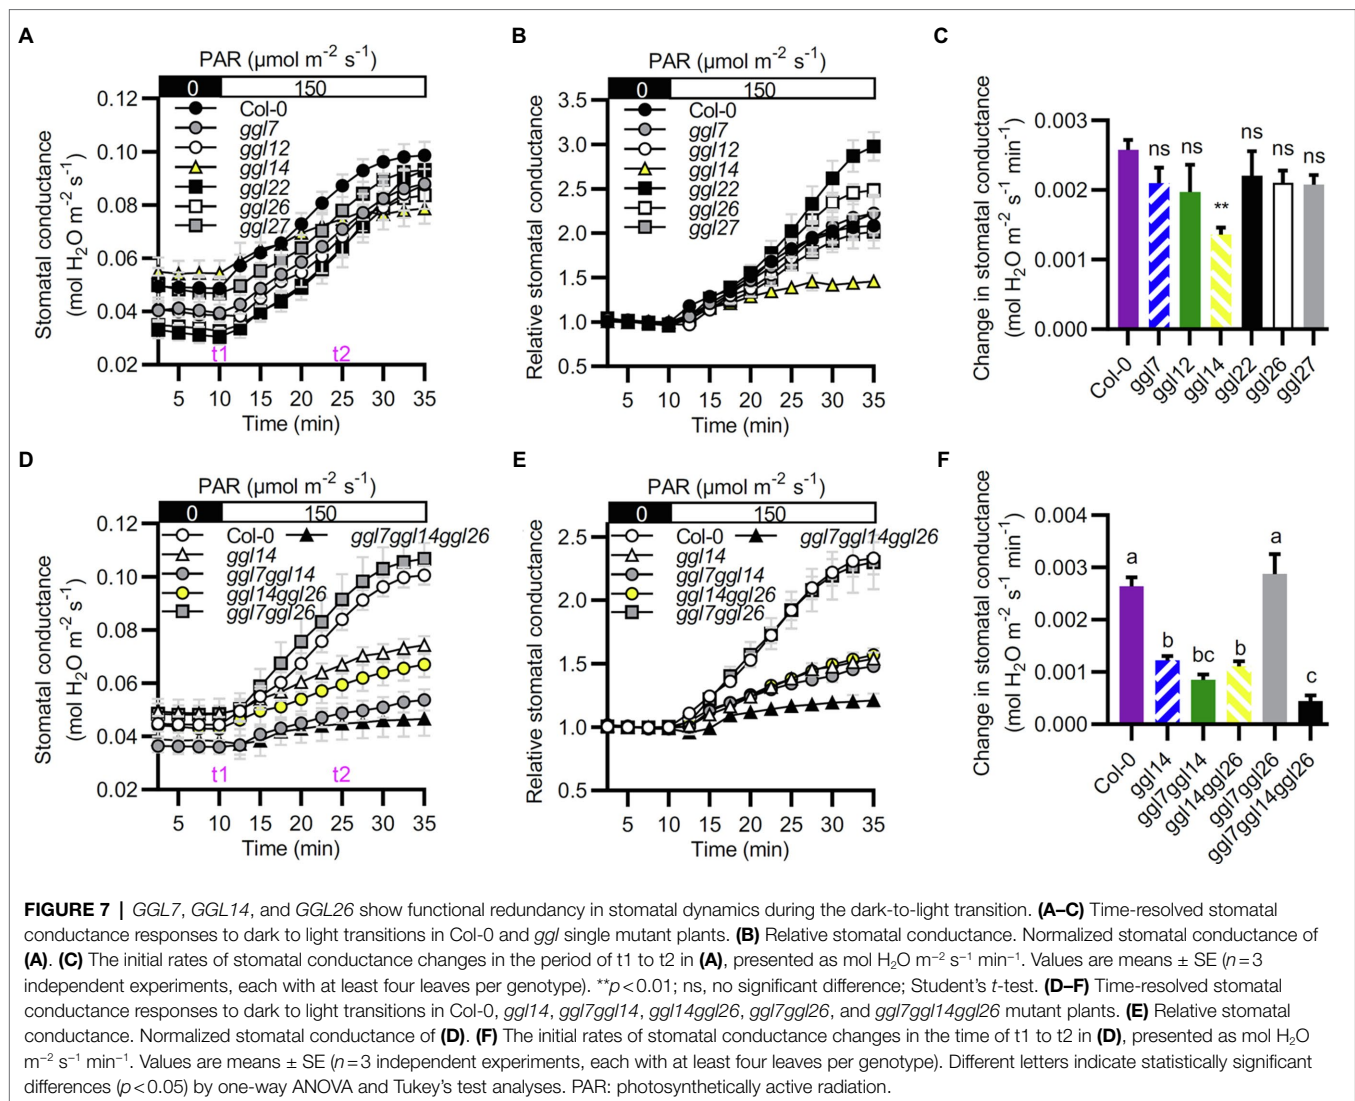 A
PAR (µmol m-2 s-1)
0 150
Stomatal conductance
(mol H2O m-2 s-1)
0.12
0.10
0.08
0.06
0.04
0.02
Col-0
ggl7
ggl12
ggl14
ggl22
ggl26
ggl27
t1 t2
5 10 15 20 25 30 35
Time (min)
B
PAR (µmol m-2 s-1)
0 150
Relative stomatal conductance
3.5
3.0
2.5
2.0
1.5
1.0
0.5
Col-0
ggl7
ggl12
ggl14
ggl22
ggl26
ggl27
5 10 15 20 25 30 35
Time (min)
C
Change in stomatal conductance
(mol H2O m-2 s-1 min-1)
0.003
0.002
0.001
0.000
ns ns ** ns ns ns
Col-0 ggl7 ggl12 ggl14 ggl22 ggl26 ggl27
D
PAR (µmol m-2 s-1)
0 150
Stomatal conductance
(mol H2O m-2 s-1)
0.12
0.10
0.08
0.06
0.04
0.02
Col-0 ggl7ggl14ggl26
ggl14
ggl7ggl14
ggl14ggl26
ggl7ggl26
t1 t2
5 10 15 20 25 30 35
Time (min)
E
PAR (µmol m-2 s-1)
0 150
Relative stomatal conductance
2.5
2.0
1.5
1.0
0.5
Col-0 ggl7ggl14ggl26
ggl14
ggl7ggl14
ggl14ggl26
ggl7ggl26
5 10 15 20 25 30 35
Time (min)
F
Change in stomatal conductance
(mol H2O m-2 s-1 min-1)
0.004
0.003
0.002
0.001
0.000
a b bc b a c
Col-0 ggl14 ggl7ggl14 ggl14ggl26 ggl7ggl26 ggl7ggl14ggl26
FIGURE 7 | GGL7, GGL14, and GGL26 show functional redundancy in stomatal dynamics during the dark-to-light transition. (A–C) Time-resolved stomatal
conductance responses to dark to light transitions in Col-0 and ggl single mutant plants. (B) Relative stomatal conductance. Normalized stomatal conductance of
(A). (C) The initial rates of stomatal conductance changes in the period of t1 to t2 in (A), presented as mol H2O m−2 s−1 min−1. Values are means ± SE (n = 3
independent experiments, each with at least four leaves per genotype). **p < 0.01; ns, no significant difference; Student's t-test. (D–F) Time-resolved stomatal
conductance responses to dark to light transitions in Col-0, ggl14, ggl7ggl14, ggl14ggl26, ggl7ggl26, and ggl7ggl14ggl26 mutant plants. (E) Relative stomatal
conductance. Normalized stomatal conductance of (D). (F) The initial rates of stomatal conductance changes in the time of t1 to t2 in (D), presented as mol H2O
m−2 s−1 min−1. Values are means ± SE (n = 3 independent experiments, each with at least four leaves per genotype). Different letters indicate statistically significant
differences (p < 0.05) by one-way ANOVA and Tukey's test analyses. PAR: photosynthetically active radiation.